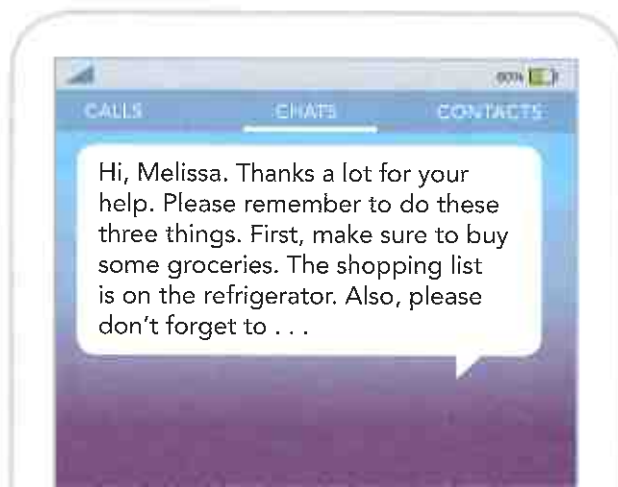 80%
CALLS CHATS CONTACTS
Hi, Melissa. Thanks a lot for your
help. Please remember to do these
three things. First, make sure to buy
some groceries. The shopping list
is on the refrigerator. Also, please
don't forget to . . .